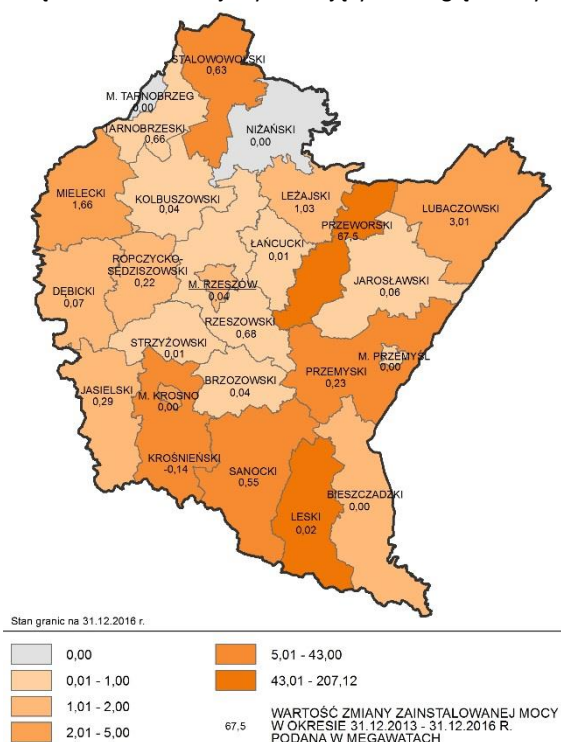 STALOWOWOLSKI
0,63
M. TARNOBRZEG
0,00
TARNOBRZESKI
0,66
NIŻAŃSKI
0,00
MIELECKI
1,66
KOLBUSZOWSKI
0,04
LEŻAJSKI
1,03
LUBACZOWSKI
3,01
PRZEWORSKI
67,5
ŁAŃCUCKI
0,01
ROPCZYCKO-
SĘDZISZOWSKI
0,22
M. RZESZÓW
0,04
JAROSŁAWSKI
0,06
DĘBICKI
0,07
RZESZOWSKI
0,68
STRZYŻOWSKI
0,01
M. PRZEMYŚL
0,00
PRZEMYSKI
0,23
JASIELSKI
0,29
BRZOZOWSKI
0,04
M. KROSNO
0,00
KROŚNIEŃSKI
-0,14
SANOCKI
0,55
BIESZCZADZKI
0,00
LESKI
0,02
Stan granic na 31.12.2016 r.
0,00
0,01 - 1,00
1,01 - 2,00
2,01 - 5,00
5,01 - 43,00
43,01 - 207,12
67,5
WARTOŚĆ ZMIANY ZAINSTALOWANEJ MOCY
W OKRESIE 31.12.2013 - 31.12.2016 R.
PODANA W MEGAWATACH